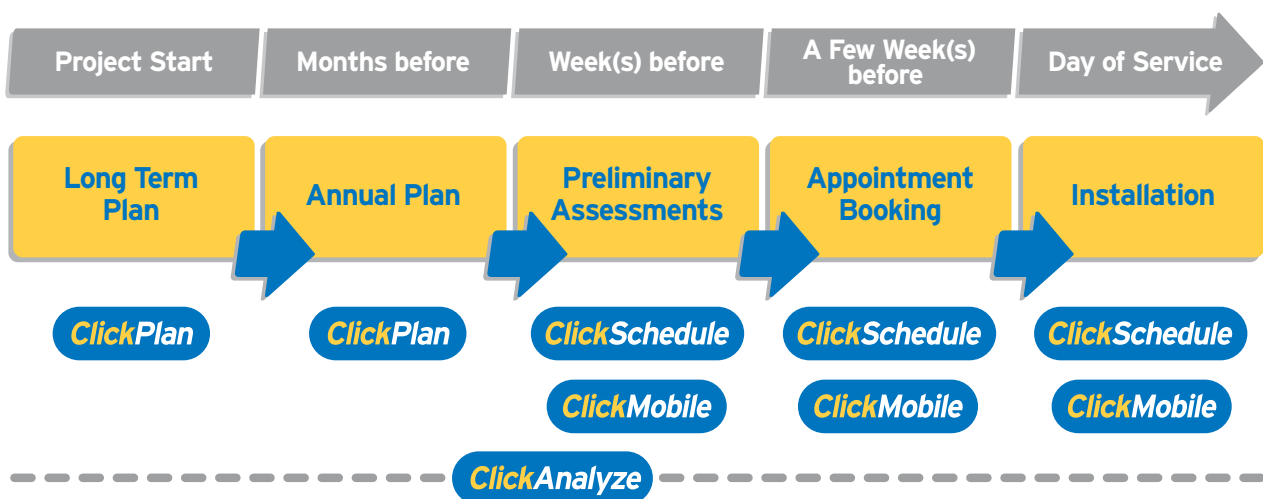 Project Start
Months before
Week(s) before
A Few Week(s)
before
Day of Service
Long Term
Plan
Annual Plan
Preliminary
Assessments
Appointment
Booking
Installation
ClickPlan
ClickPlan
ClickSchedule
ClickSchedule
ClickSchedule
ClickMobile
ClickMobile
ClickMobile
ClickAnalyze